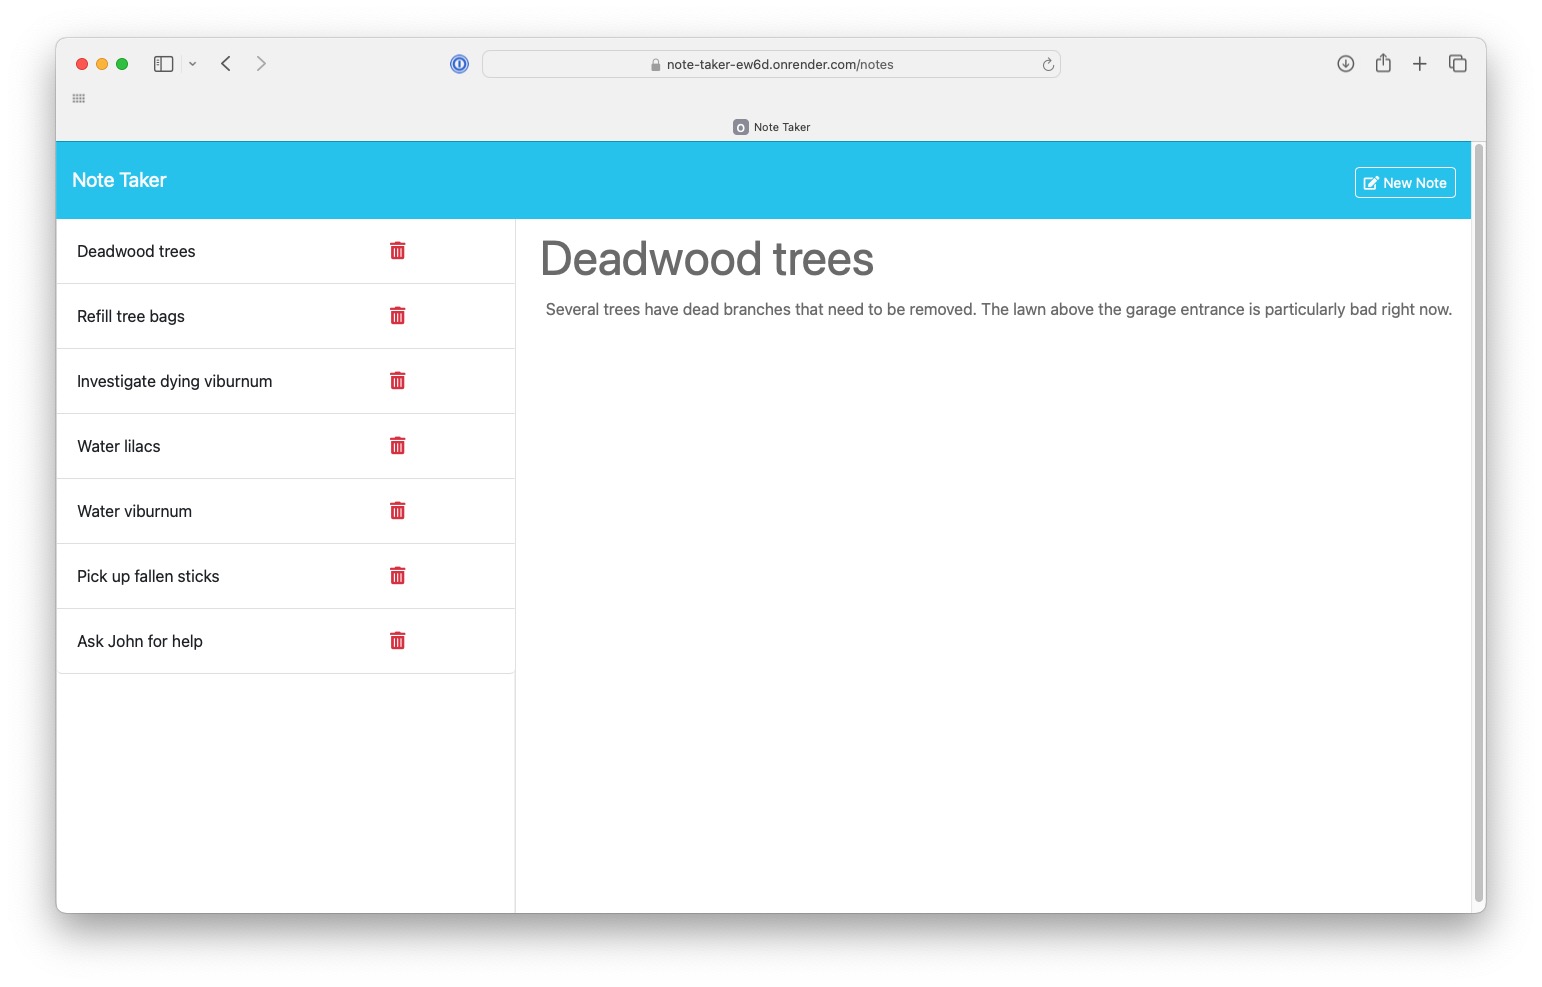 note-taker-ew6d.onrender.com/notes
O Note Taker
Note Taker
New Note
Deadwood trees
Refill tree bags
Investigate dying viburnum
Water lilacs
Water viburnum
Pick up fallen sticks
Ask John for help
Deadwood trees
Several trees have dead branches that need to be removed. The lawn above the garage entrance is particularly bad right now.